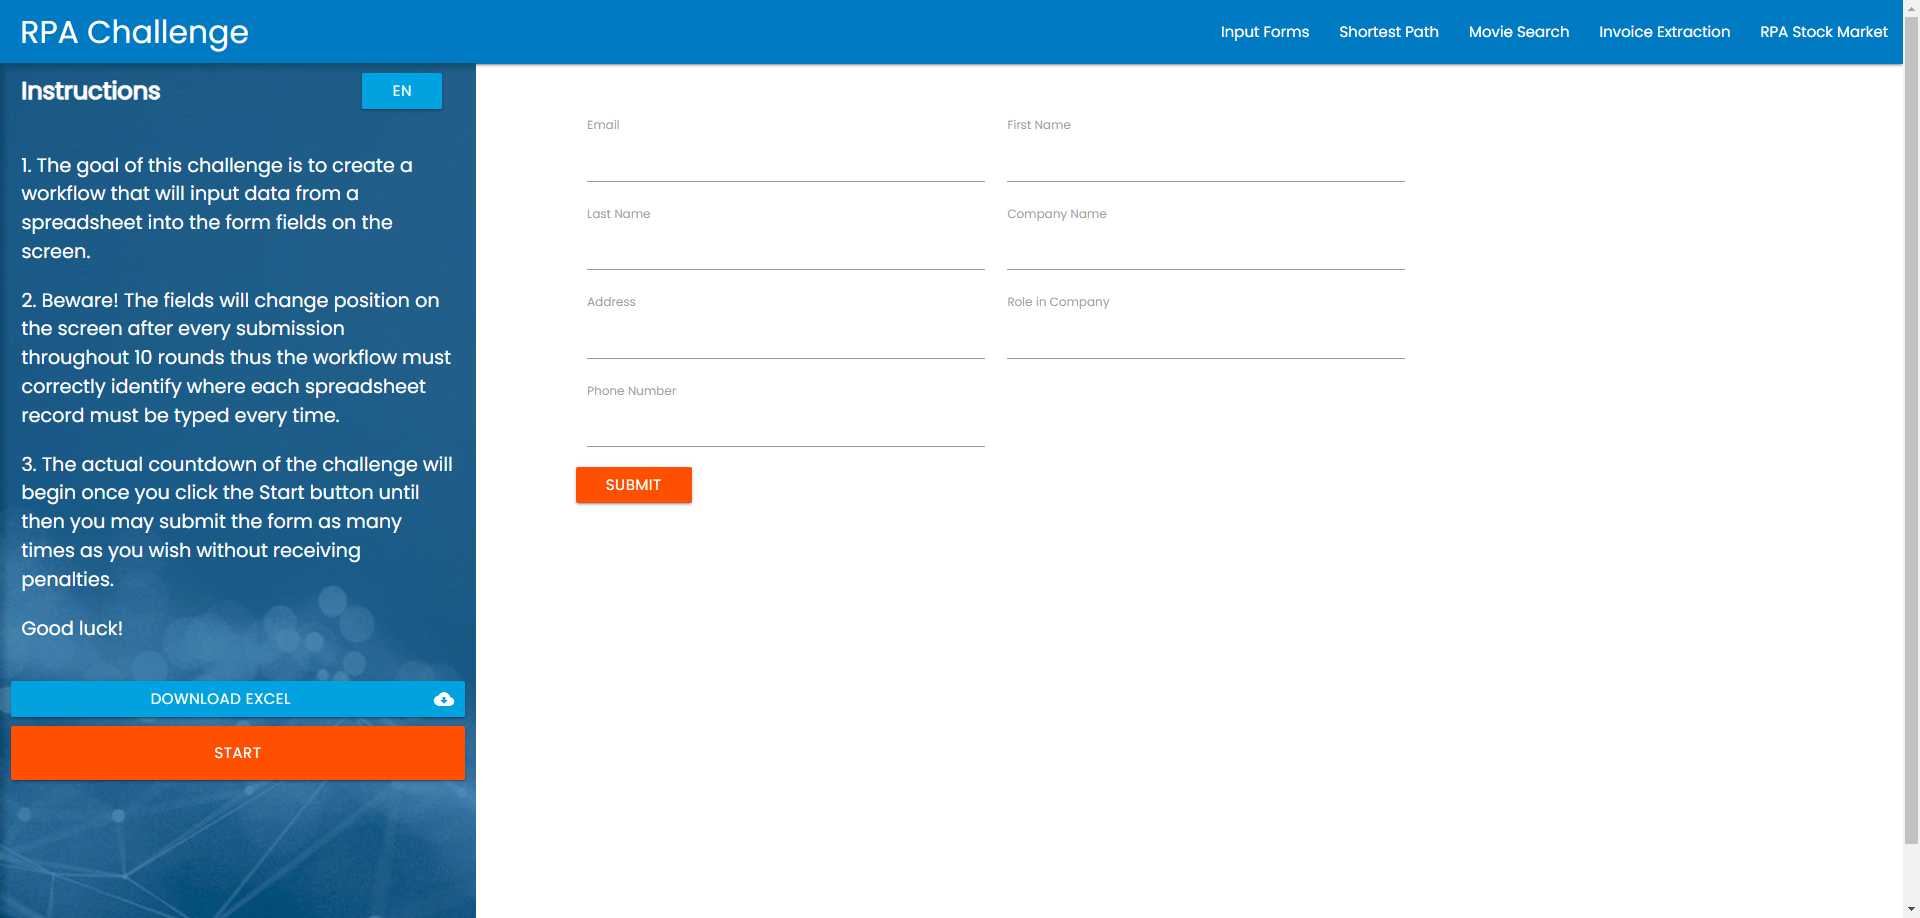 RPA Challenge
Input Forms
Shortest Path
Movie Search
Invoice Extraction
RPA Stock Market
Instructions
EN
1. The goal of this challenge is to create a
workflow that will input data from a
spreadsheet into the form fields on the
screen.
2. Beware! The fields will change position on
the screen after every submission
throughout 10 rounds thus the workflow must
correctly identify where each spreadsheet
record must be typed every time.
3. The actual countdown of the challenge will
begin once you click the Start button until
then you may submit the form as many
times as you wish without receiving
penalties.
Good luck!
DOWNLOAD EXCEL
START
Email
First Name
Last Name
Company Name
Address
Role in Company
Phone Number
SUBMIT